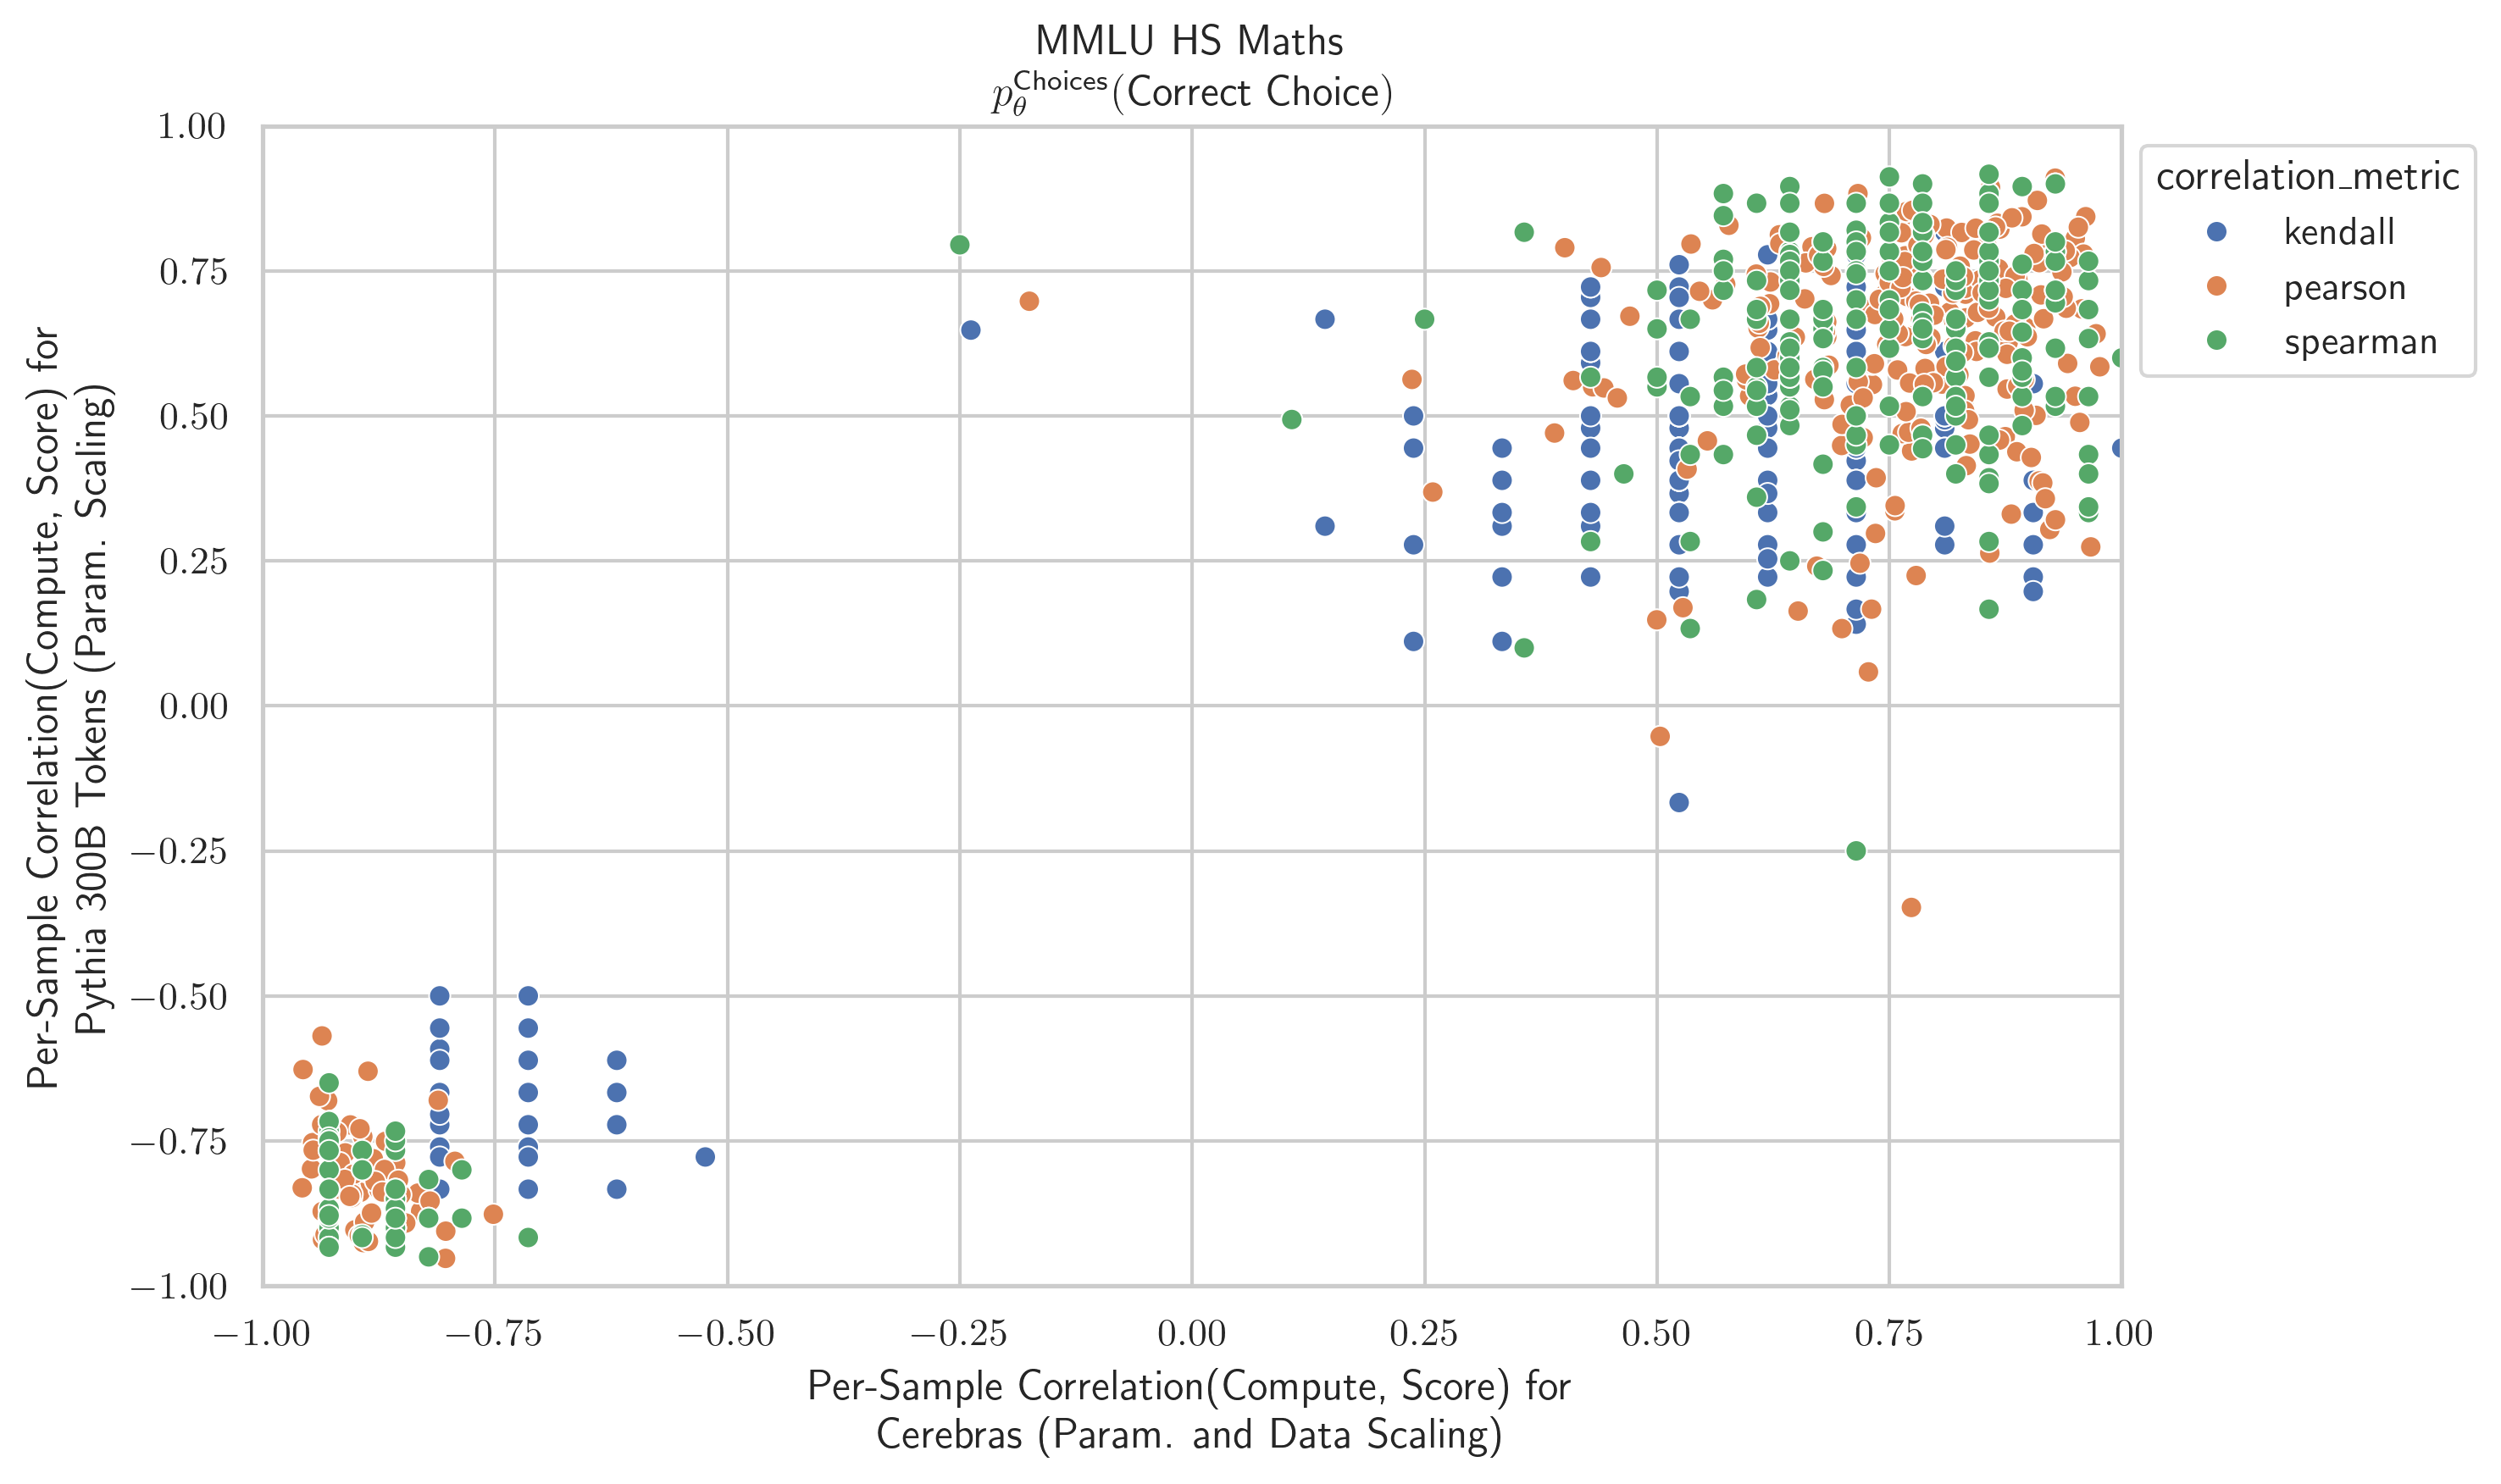 MMLU HS Maths
p_θ^Choices(Correct Choice)
1.00
0.75
0.50
0.25
0.00
−0.25
−0.50
−0.75
−1.00
Per-Sample Correlation(Compute, Score) for
Pythia 300B Tokens (Param. Scaling)
−1.00 −0.75 −0.50 −0.25 0.00 0.25 0.50 0.75 1.00
Per-Sample Correlation(Compute, Score) for
Cerebras (Param. and Data Scaling)
correlation_metric
kendall
pearson
spearman